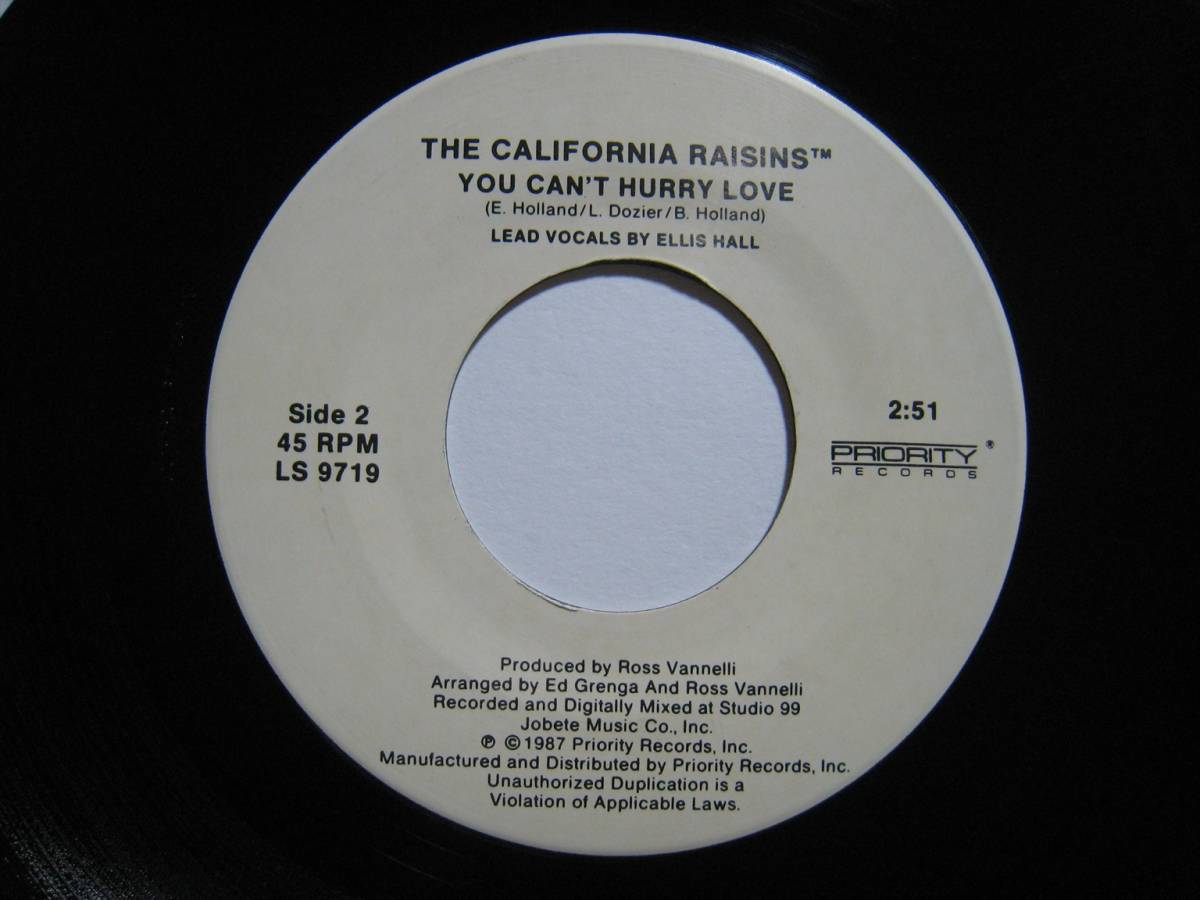 THE CALIFORNIA RAISINS™
YOU CAN'T HURRY LOVE
(E. Holland/L. Dozier/B. Holland)
LEAD VOCALS BY ELLIS HALL
Side 2
45 RPM
LS 9719
2:51
PRIORITY®
RECORDS
Produced by Ross Vannelli
Arranged by Ed Grenga And Ross Vannelli
Recorded and Digitally Mixed at Studio 99
Jobete Music Co., Inc.
℗ ©1987 Priority Records, Inc.
Manufactured and Distributed by Priority Records, Inc.
Unauthorized Duplication is a
Violation of Applicable Laws.